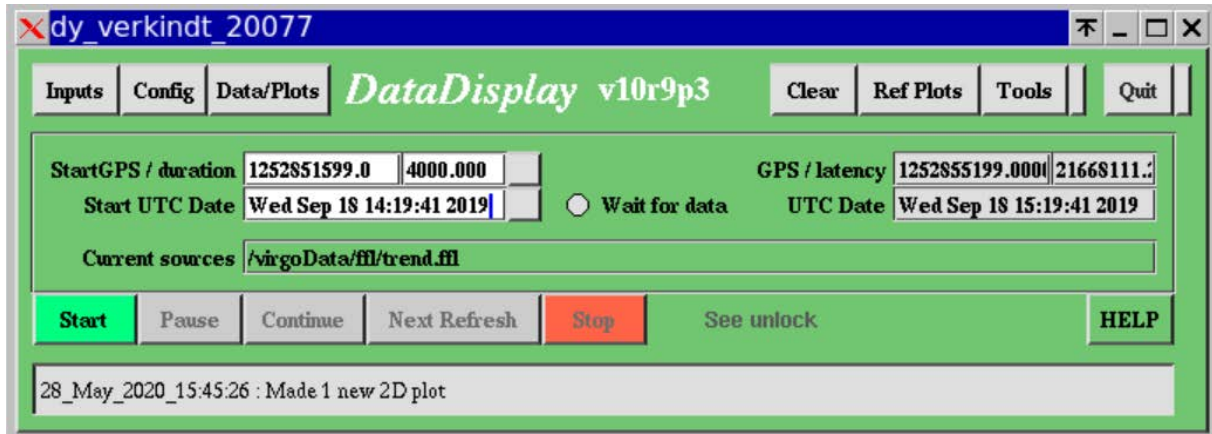 dy_verkindt_20077
Inputs Config Data/Plots DataDisplay v10r9p3 Clear Ref Plots Tools Quit
StartGPS / duration 1252851599.0 4000.000 GPS / latency 1252855199.000 21668111.
Start UTC Date Wed Sep 18 14:19:41 2019 Wait for data UTC Date Wed Sep 18 15:19:41 2019
Current sources /virgoData/ffl/trend.ffl
Start Pause Continue Next Refresh Stop See unlock HELP
28_May_2020_15:45:26 : Made 1 new 2D plot